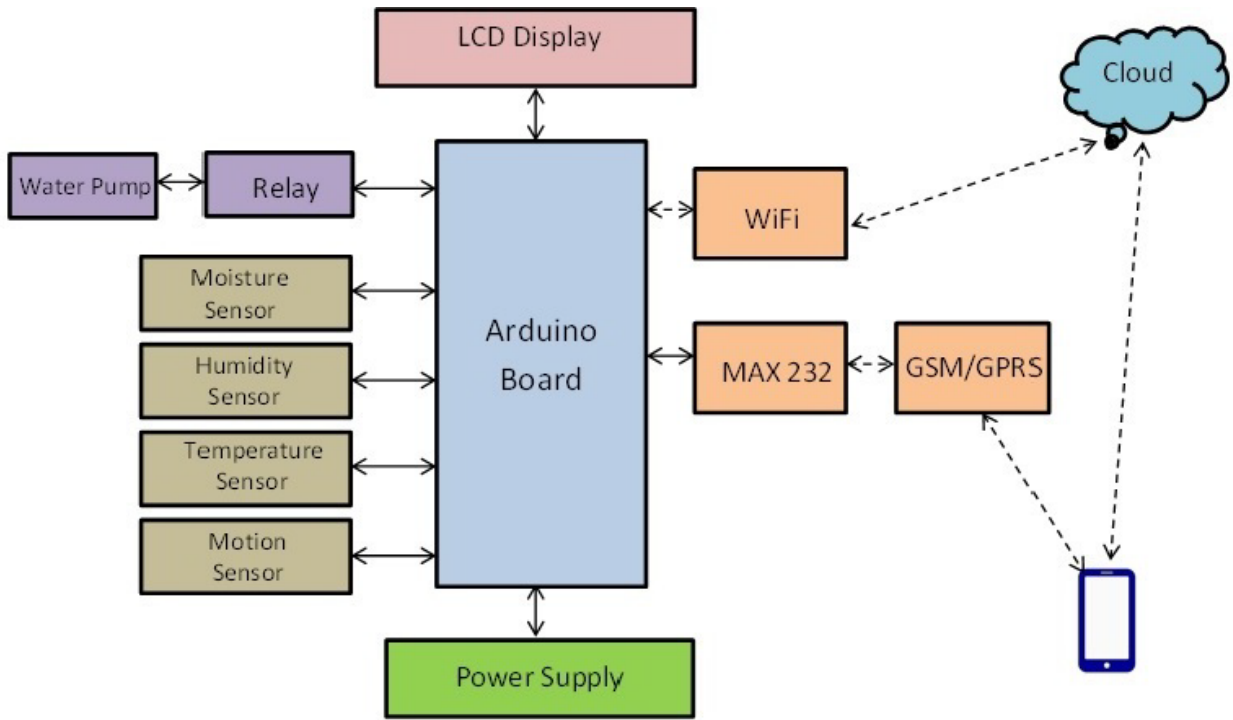 LCD Display
Cloud
Water Pump
Relay
WiFi
Moisture
Sensor
Humidity
Sensor
Temperature
Sensor
Motion
Sensor
Arduino
Board
MAX 232
GSM/GPRS
Power Supply